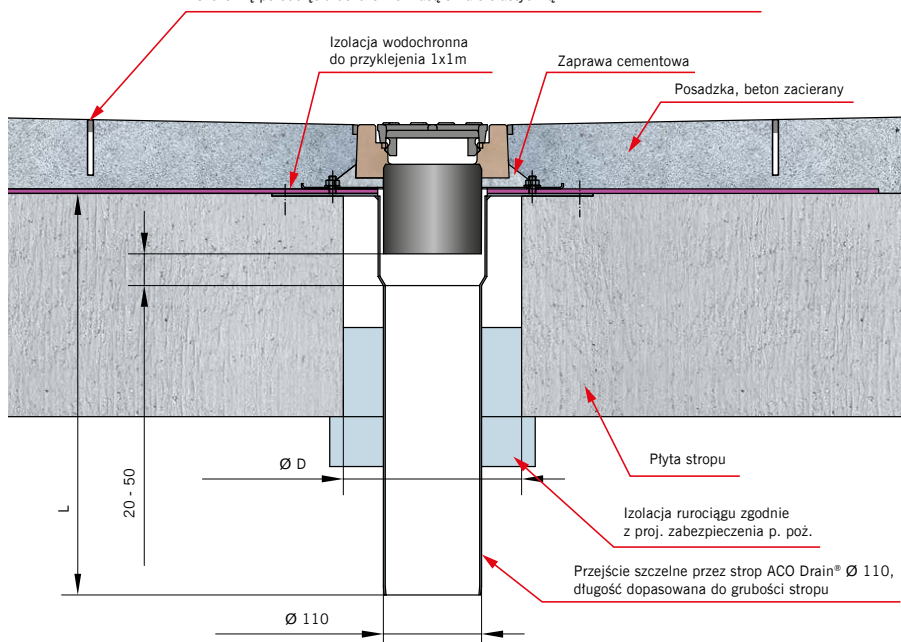 Izolacja wodochronna
do przyklejenia 1x1m
Zaprawa cementowa
Posadzka, beton zacierany
Płyta stropu
Ø D
20 - 50
L
Izolacja rurociągu zgodnie
z proj. zabezpieczenia p. poż.
Przejście szczelne przez strop ACO Drain® Ø 110,
długość dopasowana do grubości stropu
Ø 110